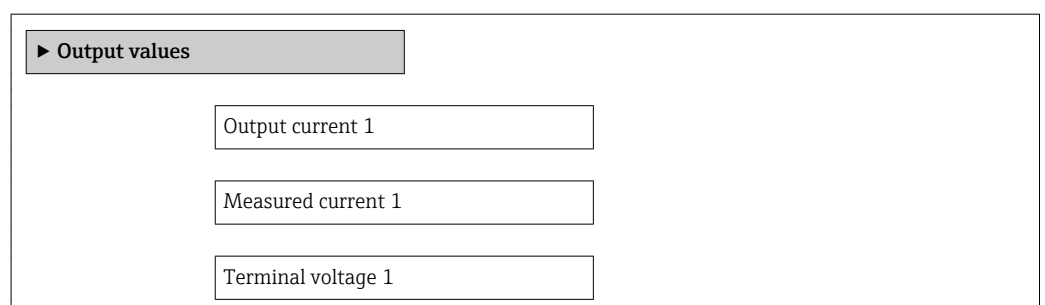 ▶ Output values
Output current 1
Measured current 1
Terminal voltage 1